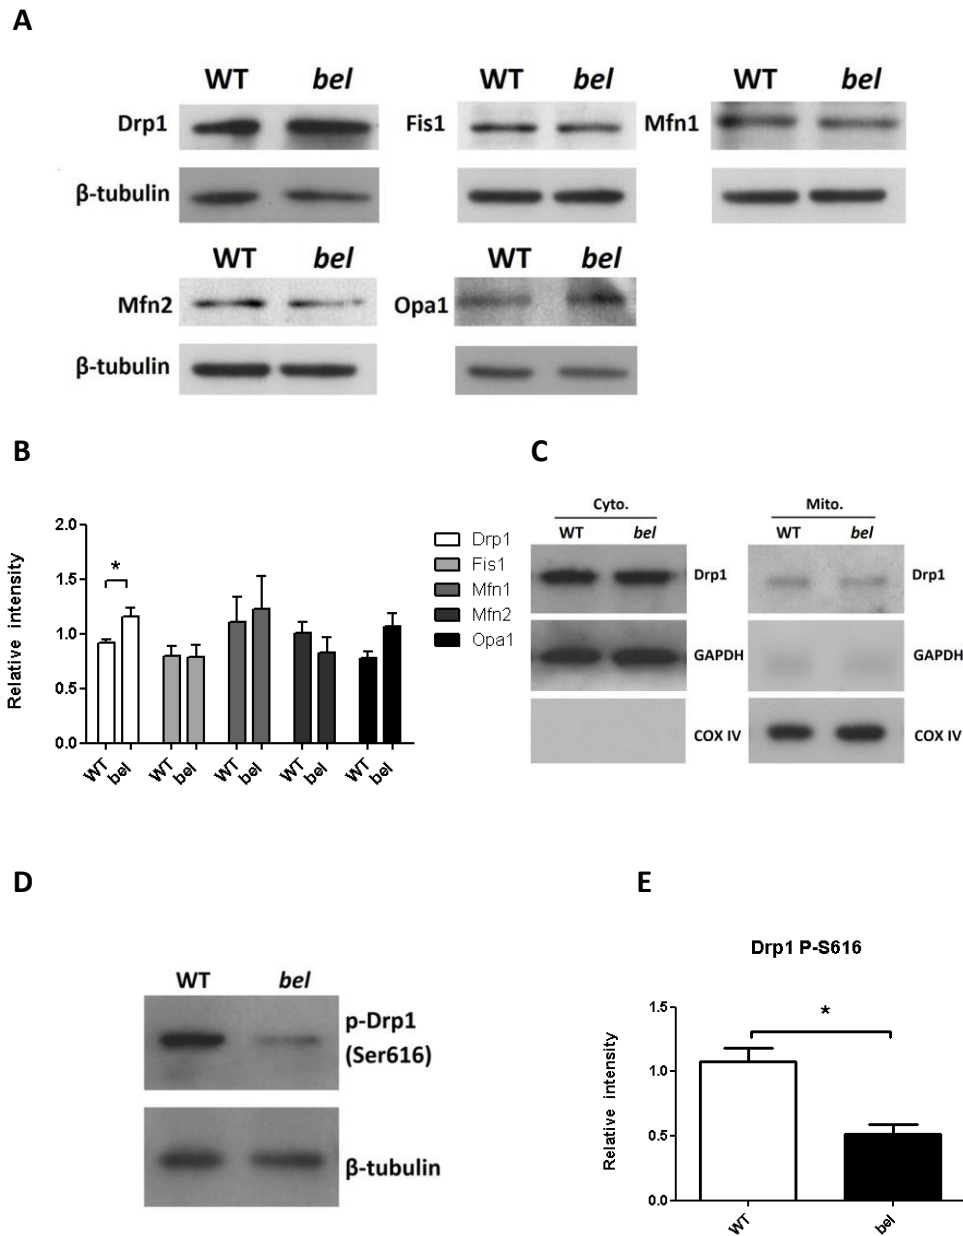 A
WT bel WT bel WT bel
Drp1 Fis1 Mfn1
β-tubulin
WT bel WT bel
Mfn2 Opa1
β-tubulin
B
2.0
1.5
1.0
0.5
0.0
Relative intensity
*
WT bel WT bel WT bel WT bel WT bel
Drp1
Fis1
Mfn1
Mfn2
Opa1
C
Cyto. Mito.
WT bel WT bel
Drp1 Drp1
GAPDH GAPDH
COX IV COX IV
D
WT bel
p-Drp1
(Ser616)
β-tubulin
E
Drp1 P-S616
1.5
1.0
0.5
0.0
Relative intensity
*
WT bel